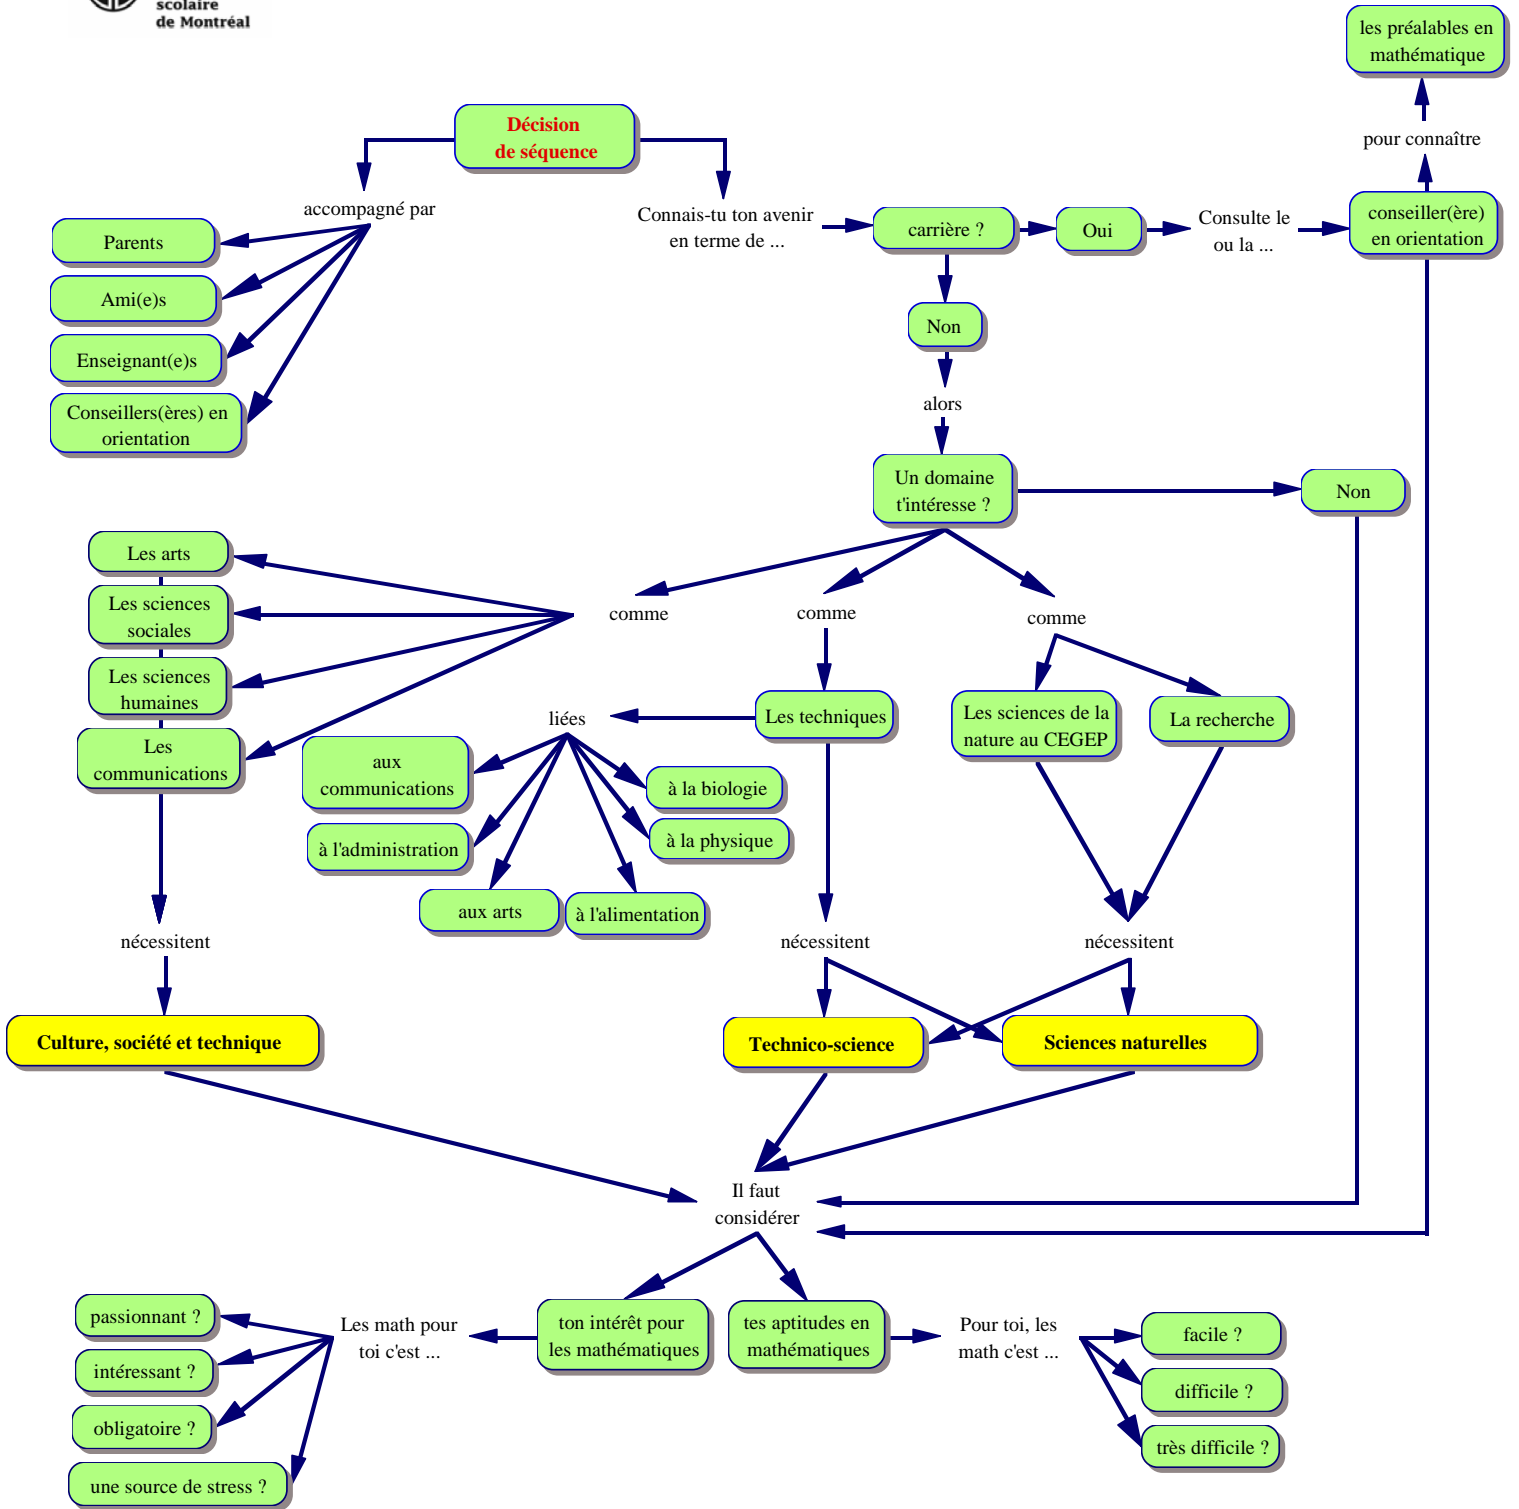 scolaire
de Montréal
les préalables en
mathématique
pour connaître
conseiller(ère)
en orientation
Décision
de séquence
accompagné par
Parents
Ami(e)s
Enseignant(e)s
Conseillers(ères) en
orientation
Connais-tu ton avenir
en terme de ...
carrière ?
Oui
Consulte le
ou la ...
Non
alors
Un domaine
t'intéresse ?
Non
comme
comme
comme
Les arts
Les sciences
sociales
Les sciences
humaines
Les
communications
liées
Les techniques
Les sciences de la
nature au CEGEP
La recherche
aux
communications
à l'administration
aux arts
à l'alimentation
à la physique
à la biologie
nécessitent
nécessitent
nécessitent
Culture, société et technique
Technico-science
Sciences naturelles
Il faut
considérer
ton intérêt pour
les mathématiques
tes aptitudes en
mathématiques
Les math pour
toi c'est ...
passionnant ?
intéressant ?
obligatoire ?
une source de stress ?
Pour toi, les
math c'est ...
facile ?
difficile ?
très difficile ?